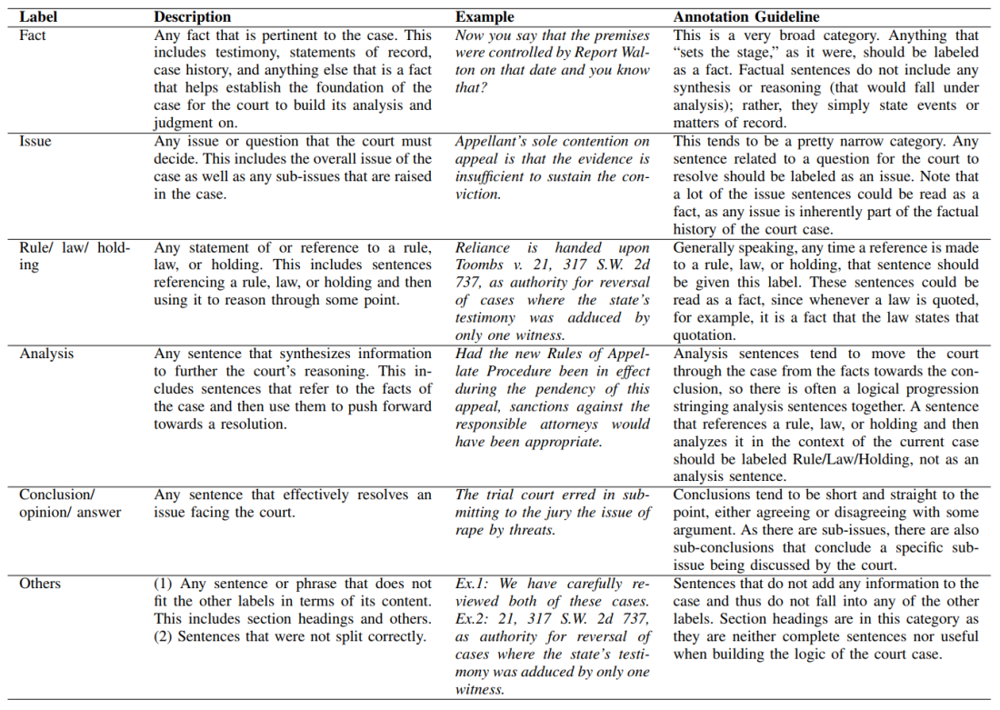 Label Description Example Annotation Guideline
Fact
Any fact that is pertinent to the case. This
includes testimony, statements of record,
case history, and anything else that is a fact
that helps establish the foundation of the
case for the court to build its analysis and
judgment on.
Now you say that the premises
were controlled by Report Wal-
ton on that date and you know
that?
This is a very broad category. Anything that
“sets the stage,” as it were, should be labeled
as a fact. Factual sentences do not include any
synthesis or reasoning (that would fall under
analysis); rather, they simply state events or
matters of record.
Issue
Any issue or question that the court must
decide. This includes the overall issue of the
case as well as any sub-issues that are raised
in the case.
Appellant’s sole contention on
appeal is that the evidence is
insufficient to sustain the con-
viction.
This tends to be a pretty narrow category. Any
sentence related to a question for the court to
resolve should be labeled as an issue. Note that
a lot of the issue sentences could be read as a
fact, as any issue is inherently part of the factual
history of the court case.
Rule/ law/ hold-
ing
Any statement of or reference to a rule,
law, or holding. This includes sentences
referencing a rule, law, or holding and then
using it to reason through some point.
Reliance is handed upon
Toombs v. 21, 317 S.W. 2d
737, as authority for reversal
of cases where the state’s
testimony was adduced by
only one witness.
Generally speaking, any time a reference is made
to a rule, law, or holding, that sentence should
be given this label. These sentences could be
read as a fact, since whenever a law is quoted,
for example, it is a fact that the law states that
quotation.
Analysis
Any sentence that synthesizes information
to further the court’s reasoning. This in-
cludes sentences that refer to the facts of
the case and then use them to push forward
towards a resolution.
Had the new Rules of Appel-
late Procedure been in effect
during the pendency of this
appeal, sanctions against the
responsible attorneys would
have been appropriate.
Analysis sentences tend to move the court
through the case from the facts towards the con-
clusion, so there is often a logical progression
stringing analysis sentences together. A sentence
that references a rule, law, or holding and then
analyzes it in the context of the current case
should be labeled Rule/Law/Holding, not as an
analysis sentence.
Conclusion/
opinion/ answer
Any sentence that effectively resolves an
issue facing the court.
The trial court erred in sub-
mitting to the jury the issue of
rape by threats.
Conclusions tend to be short and straight to the
point, either agreeing or disagreeing with some
argument. As there are sub-issues, there are also
sub-conclusions that conclude a specific sub-
issue being discussed by the court.
Others
(1) Any sentence or phrase that does not
fit the other labels in terms of its content.
This includes section headings and others.
(2) Sentences that were not split correctly.
Ex.1: We have carefully re-
viewed both of these cases.
Ex.2: 21, 317 S.W. 2d 737,
as authority for reversal of
cases where the state’s testi-
mony was adduced by only one
witness.
Sentences that do not add any information to the
case and thus do not fall into any of the other
labels. Section headings are in this category as
they are neither complete sentences nor useful
when building the logic of the court case.